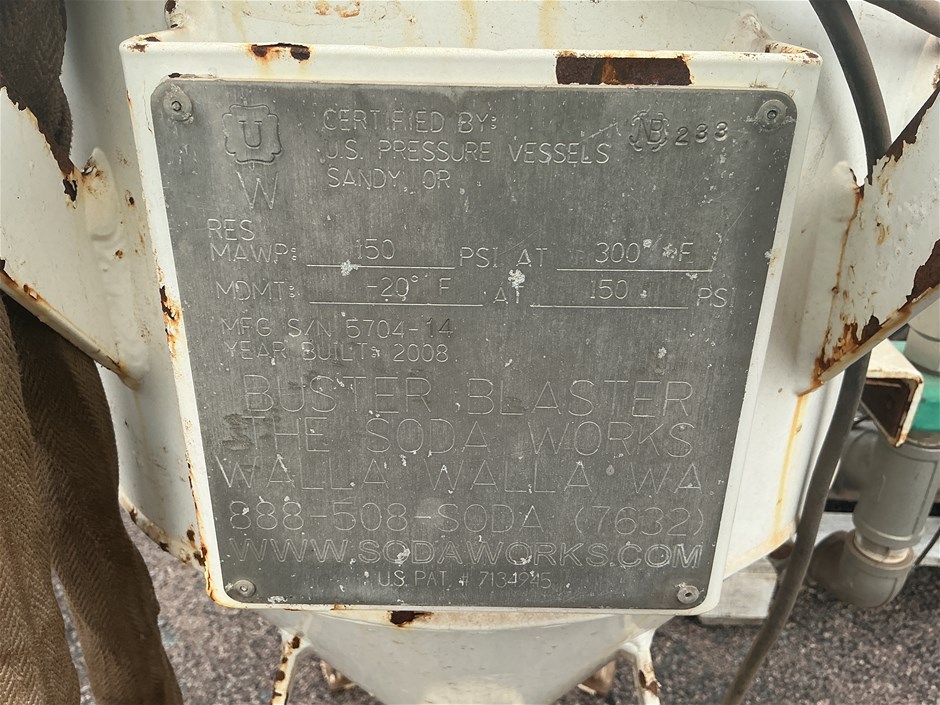 U
W
CERTIFIED BY:
U.S. PRESSURE VESSELS
SANDY, OR
NB 233
RES
MAWP: 150 PSI AT 300° F
MDMT: -20° F AT 150 PSI
MFG S/N 5704-14
YEAR BUILT: 2008
BUSTER BLASTER
THE SODA WORKS
WALLA WALLA WA
888-508-SODA (7632)
WWW.SODAWORKS.COM
U.S. PAT. # 7134945